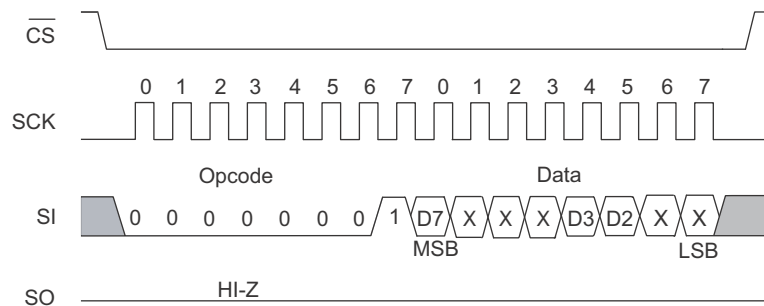 CS
0 1 2 3 4 5 6 7 0 1 2 3 4 5 6 7
SCK
Opcode Data
SI 0 0 0 0 0 0 0 1 D7 X X X D3 D2 X X
MSB LSB
HI-Z
SO